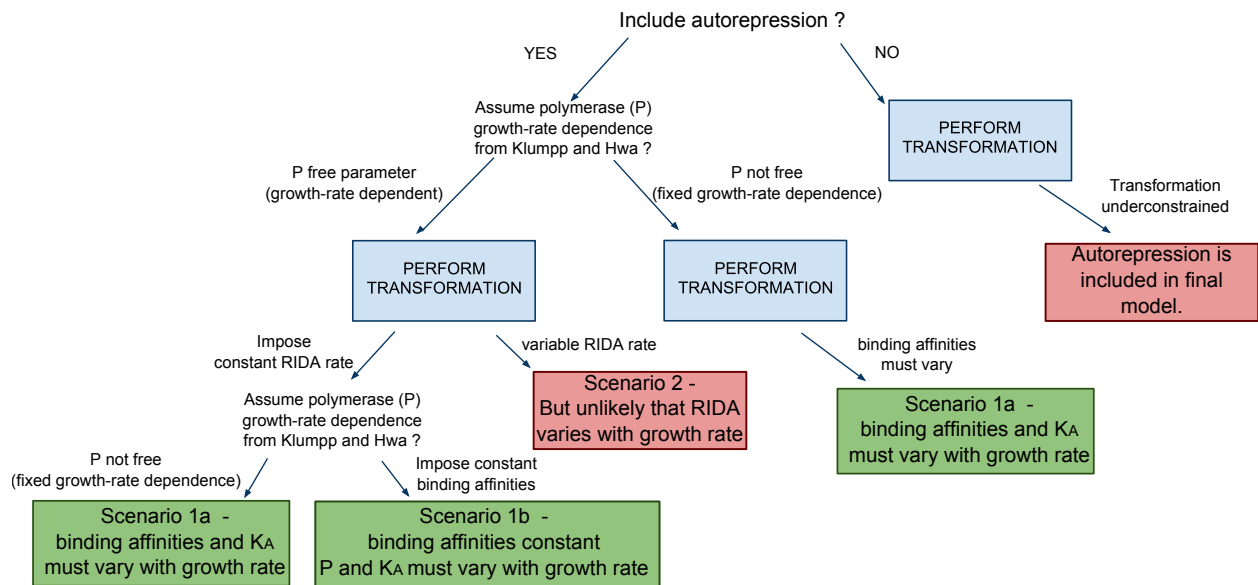 Include autorepression ?
YES
NO
Assume polymerase (P)
growth-rate dependence
from Klumpp and Hwa ?
PERFORM
TRANSFORMATION
P free parameter
(growth-rate dependent)
P not free
(fixed growth-rate dependence)
Transformation
underconstrained
PERFORM
TRANSFORMATION
PERFORM
TRANSFORMATION
Autorepression is
included in final
model.
Impose
constant RIDA rate
variable RIDA rate
binding affinities
must vary
Assume polymerase (P)
growth-rate dependence
from Klumpp and Hwa ?
Scenario 2 -
But unlikely that RIDA
varies with growth rate
Scenario 1a -
binding affinities and KA
must vary with growth rate
P not free
(fixed growth-rate dependence)
Impose constant
binding affinities
Scenario 1a -
binding affinities and KA
must vary with growth rate
Scenario 1b -
binding affinities constant
P and KA must vary with growth rate